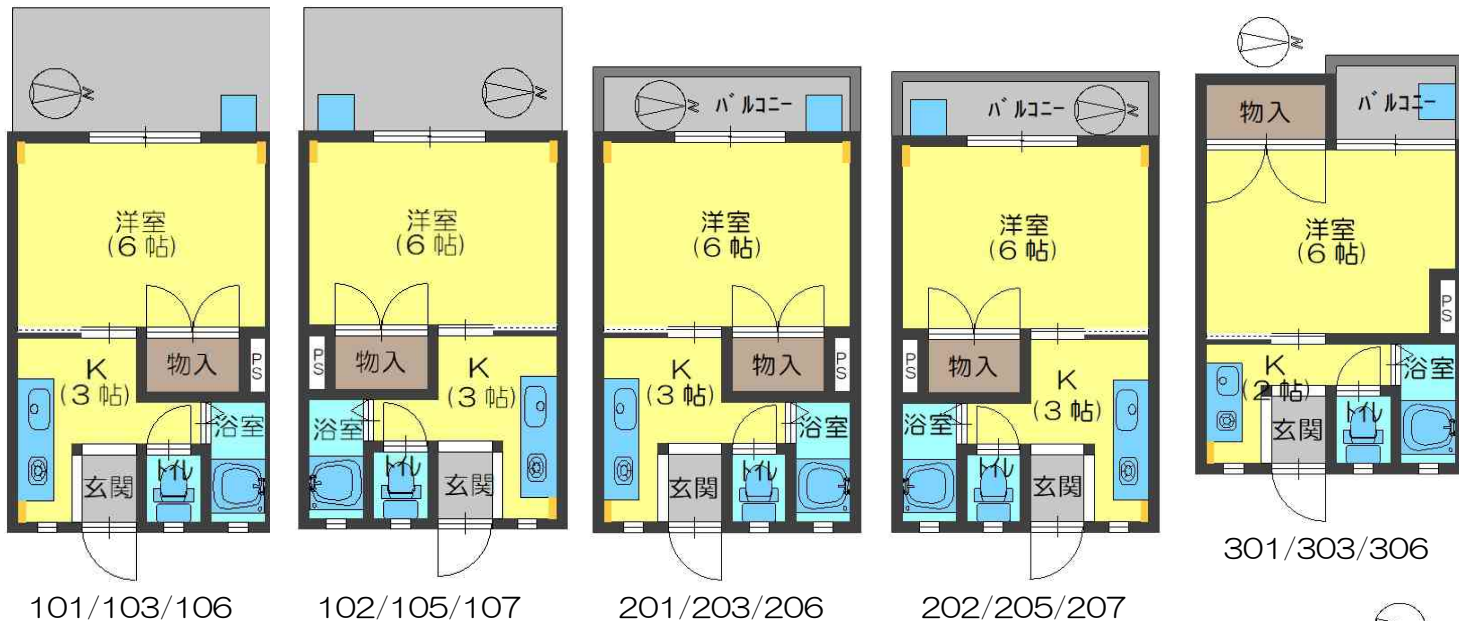 N
洋室
(6 帖)
K
(3 帖)
物入
PS
浴室
トイレ
玄関
101/103/106
N
洋室
(6 帖)
PS
物入
K
(3 帖)
浴室
トイレ
玄関
102/105/107
N
バルコニー
洋室
(6 帖)
K
(3 帖)
物入
PS
浴室
トイレ
玄関
201/203/206
バルコニー
N
洋室
(6 帖)
PS
物入
K
(3 帖)
浴室
トイレ
玄関
202/205/207
N
物入
バルコニー
洋室
(6 帖)
PS
K
(2 帖)
浴室
玄関
トイレ
301/303/306